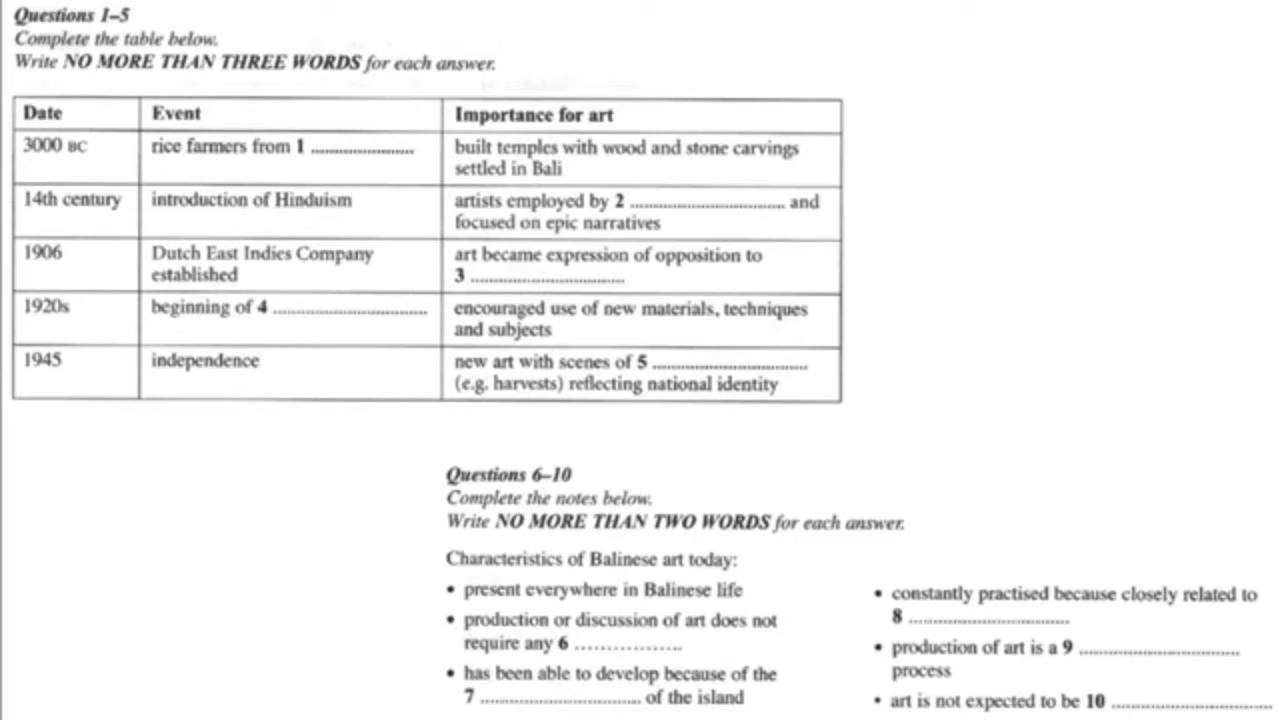 Questions 1–5
Complete the table below.
Write NO MORE THAN THREE WORDS for each answer.
Date Event Importance for art
3000 BC rice farmers from 1 ........................ built temples with wood and stone carvings
settled in Bali
14th century introduction of Hinduism artists employed by 2 .................................... and
focused on epic narratives
1906 Dutch East Indies Company art became expression of opposition to
established 3 ....................................
1920s beginning of 4 .................................... encouraged use of new materials, techniques
and subjects
1945 independence new art with scenes of 5 ....................................
(e.g. harvests) reflecting national identity
Questions 6–10
Complete the notes below.
Write NO MORE THAN TWO WORDS for each answer.
Characteristics of Balinese art today:
• present everywhere in Balinese life
• production or discussion of art does not
require any 6 ..................
• has been able to develop because of the
7 .................................... of the island
• constantly practised because closely related to
8 ....................................
• production of art is a 9 ....................................
process
• art is not expected to be 10 ....................................